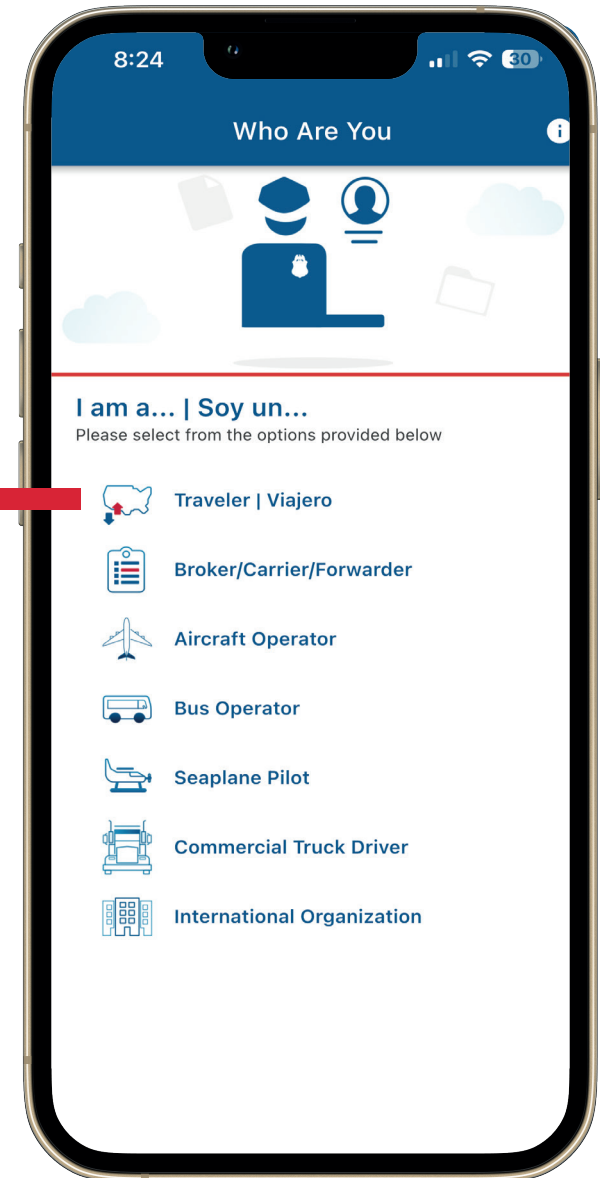 8:24
30
Who Are You
i
I am a... | Soy un...
Please select from the options provided below
Traveler | Viajero
Broker/Carrier/Forwarder
Aircraft Operator
Bus Operator
Seaplane Pilot
Commercial Truck Driver
International Organization